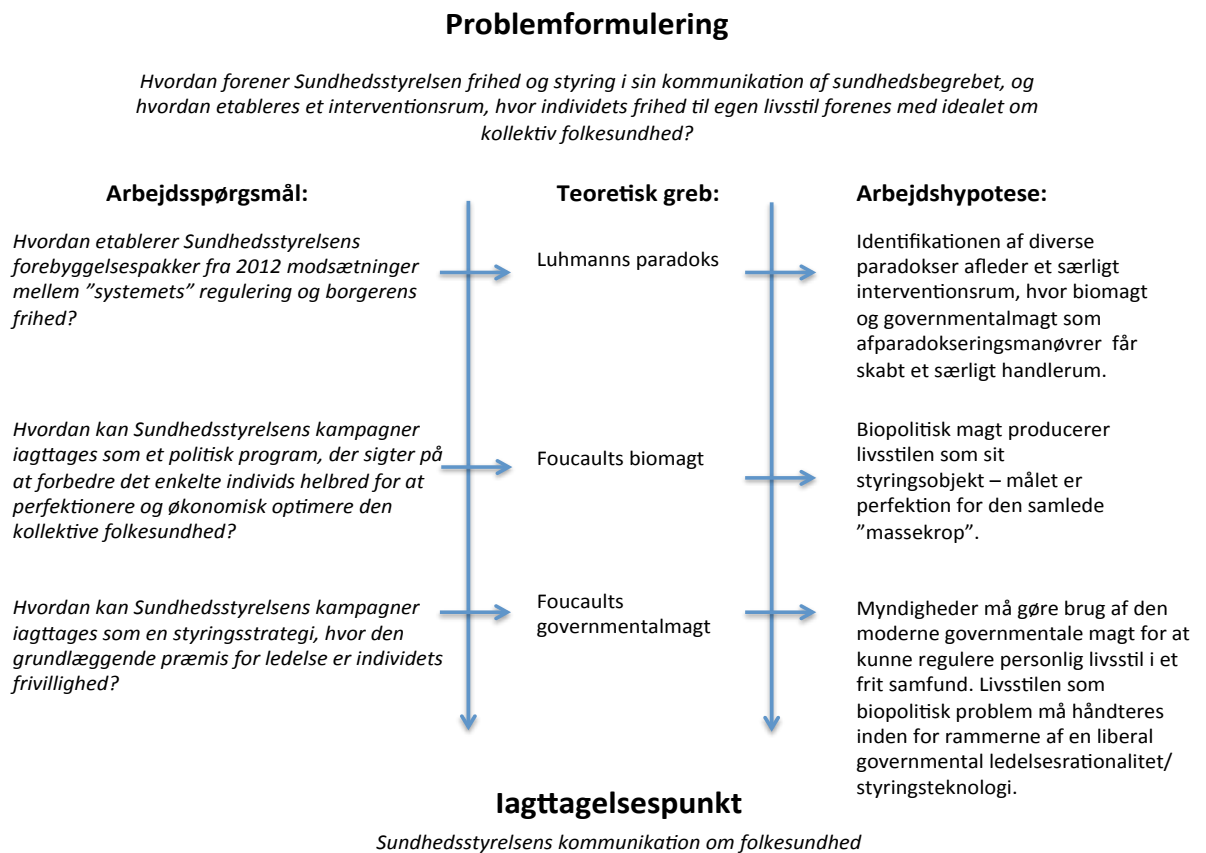 Problemformulering
Hvordan forener Sundhedsstyrelsen frihed og styring i sin kommunikation af sundhedsbegrebet, og
hvordan etableres et interventionsrum, hvor individets frihed til egen livsstil forenes med idealet om
kollektiv folkesundhed?
Arbejdsspørgsmål:
Hvordan etablerer Sundhedsstyrelsens
forebyggelsespakker fra 2012 modsætninger
mellem ”systemets” regulering og borgerens
frihed?
Hvordan kan Sundhedsstyrelsens kampagner
iagttages som et politisk program, der sigter på
at forbedre det enkelte individs helbred for at
perfektionere og økonomisk optimere den
kollektive folkesundhed?
Hvordan kan Sundhedsstyrelsens kampagner
iagttages som en styringsstrategi, hvor den
grundlæggende præmis for ledelse er individets
frivillighed?
Teoretisk greb:
Luhmanns paradoks
Foucaults biomagt
Foucaults
governmentalmagt
Arbejdshypotese:
Identifikationen af diverse
paradokser afleder et særligt
interventionsrum, hvor biomagt
og governmentalmagt som
afparadokseringsmanøvrer får
skabt et særligt handlerum.
Biopolitisk magt producerer
livsstilen som sit
styringsobjekt – målet er
perfektion for den samlede
”massekrop”.
Myndigheder må gøre brug af den
moderne governmentale magt for at
kunne regulere personlig livsstil i et
frit samfund. Livsstilen som
biopolitisk problem må håndteres
inden for rammerne af en liberal
governmental ledelsesrationalitet/
styringsteknologi.
Iagttagelsespunkt
Sundhedsstyrelsens kommunikation om folkesundhed